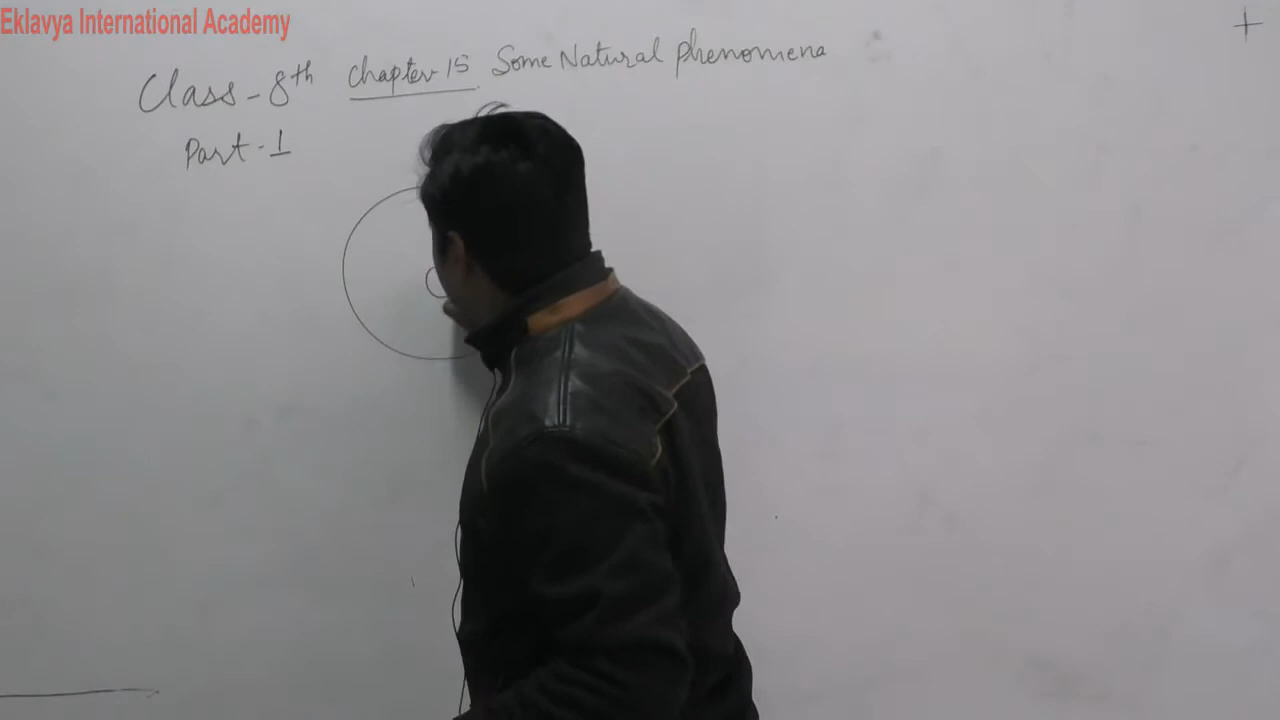 Eklavya International Academy
Class - 8th Chapter 15 Some Natural phenomena
Part - 1
+